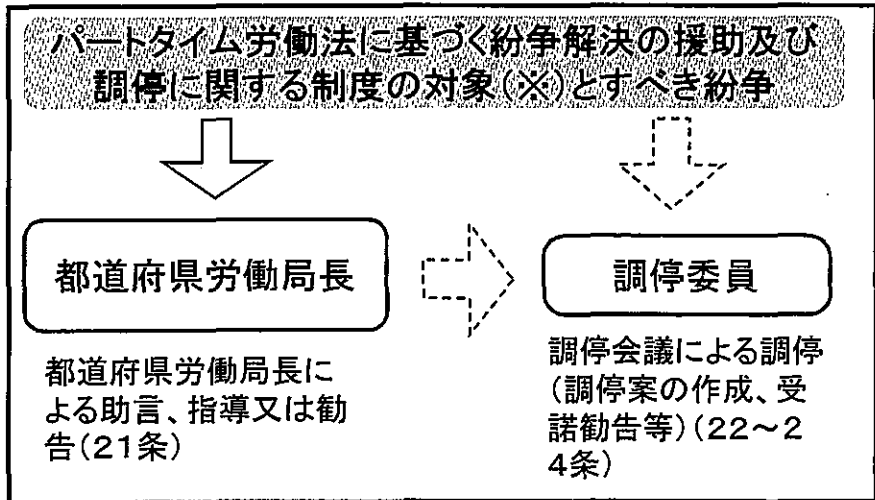 パートタイム労働法に基づく紛争解決の援助及び
調停に関する制度の対象(※)とすべき紛争
都道府県労働局長
都道府県労働局長に
よる助言、指導又は勧
告(21条)
調停委員
調停会議による調停
(調停案の作成、受
諾勧告等)(22～2
4条)